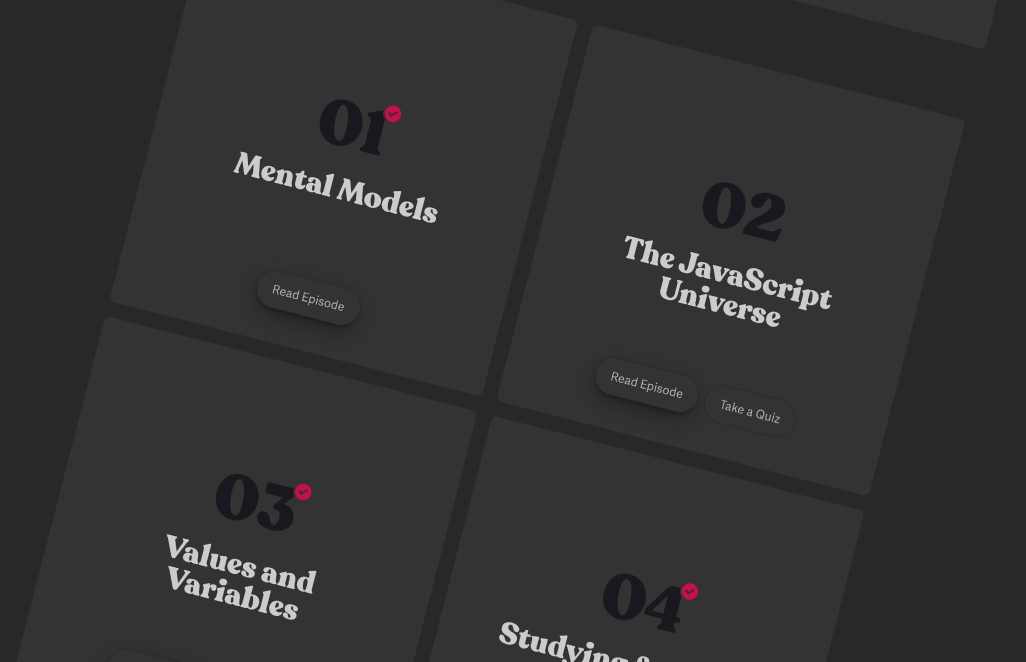 01
Mental Models
Read Episode
02
The JavaScript
Universe
Read Episode
Take a Quiz
03
Values and
Variables
04
Studying